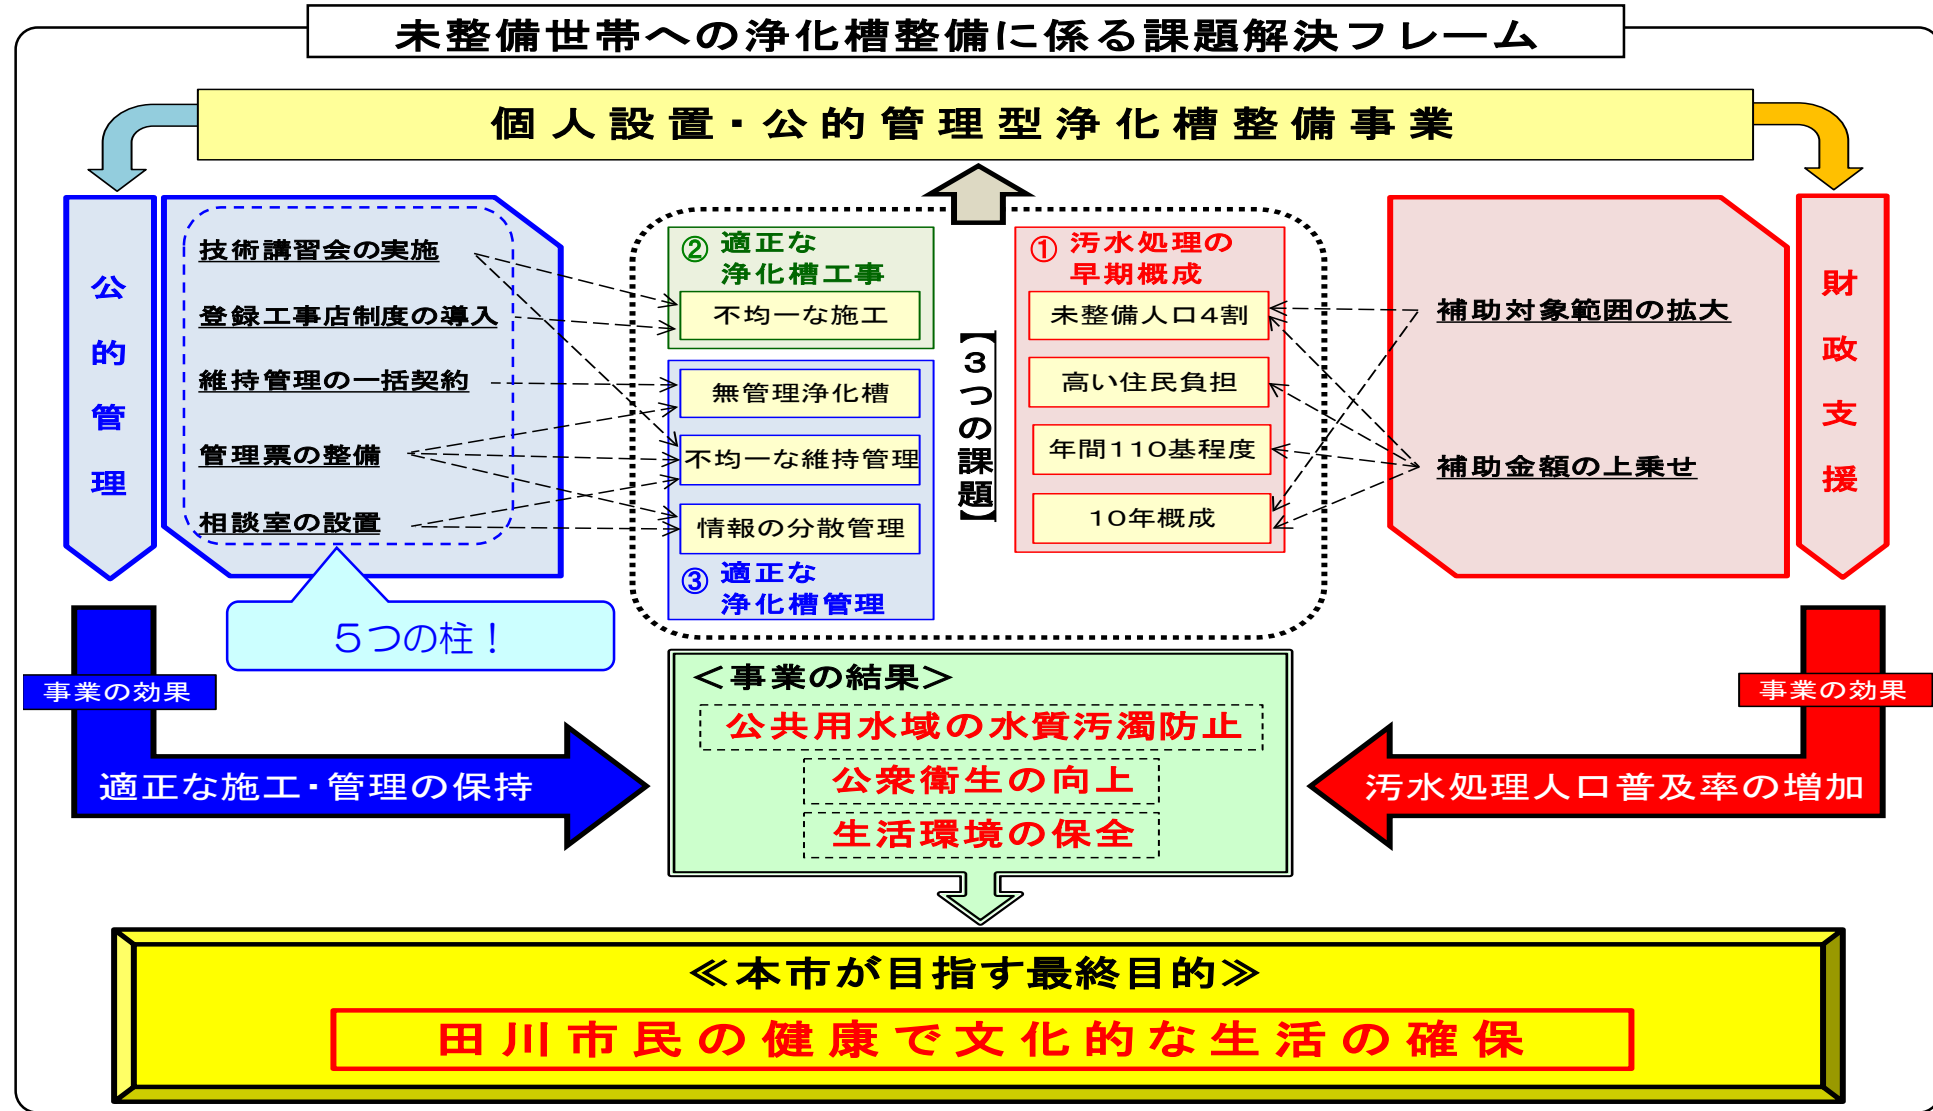 未整備世帯への浄化槽整備に係る課題解決フレーム
個人設置・公的管理型浄化槽整備事業
公的管理
技術講習会の実施
登録工事店制度の導入
維持管理の一括契約
管理票の整備
相談室の設置
5つの柱！
② 適正な
浄化槽工事
不均一な施工
無管理浄化槽
不均一な維持管理
情報の分散管理
③ 適正な
浄化槽管理
【3つの課題】
① 汚水処理の
早期概成
未整備人口4割
高い住民負担
年間110基程度
10年概成
補助対象範囲の拡大
補助金額の上乗せ
財政支援
事業の効果
適正な施工・管理の保持
＜事業の結果＞
公共用水域の水質汚濁防止
公衆衛生の向上
生活環境の保全
事業の効果
汚水処理人口普及率の増加
≪本市が目指す最終目的≫
田川市民の健康で文化的な生活の確保